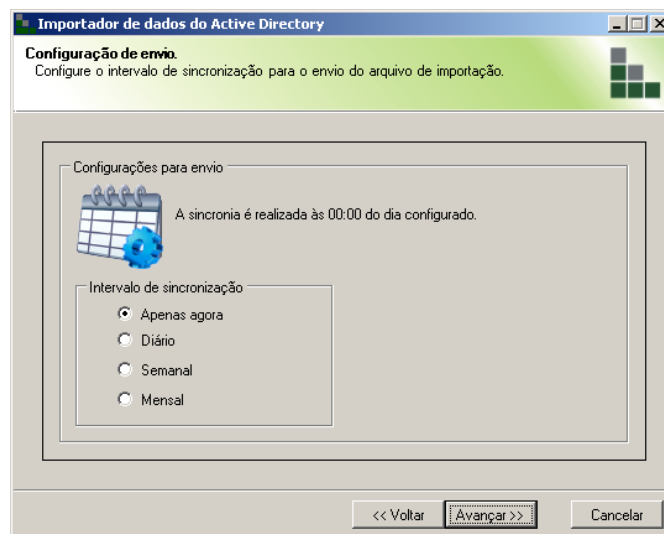 Importador de dados do Active Directory
Configuração de envio.
Configure o intervalo de sincronização para o envio do arquivo de importação.
Configurações para envio
A sincronia é realizada às 00:00 do dia configurado.
Intervalo de sincronização
Apenas agora
Diário
Semanal
Mensal
<< Voltar
Avançar >>
Cancelar